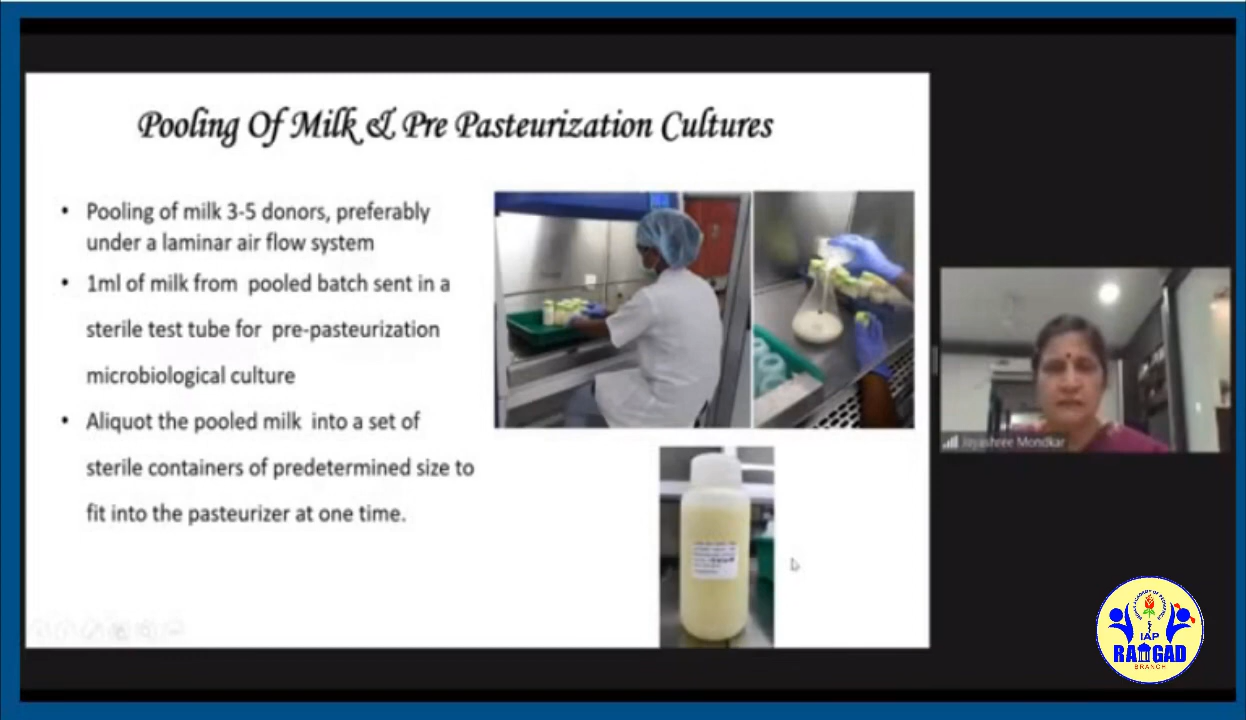 Pooling Of Milk & Pre Pasteurization Cultures
• Pooling of milk 3-5 donors, preferably
under a laminar air flow system
• 1ml of milk from pooled batch sent in a
sterile test tube for pre-pasteurization
microbiological culture
• Aliquot the pooled milk into a set of
sterile containers of predetermined size to
fit into the pasteurizer at one time.
Jayashree Mondkar
IAP
RAIGAD
BRANCH